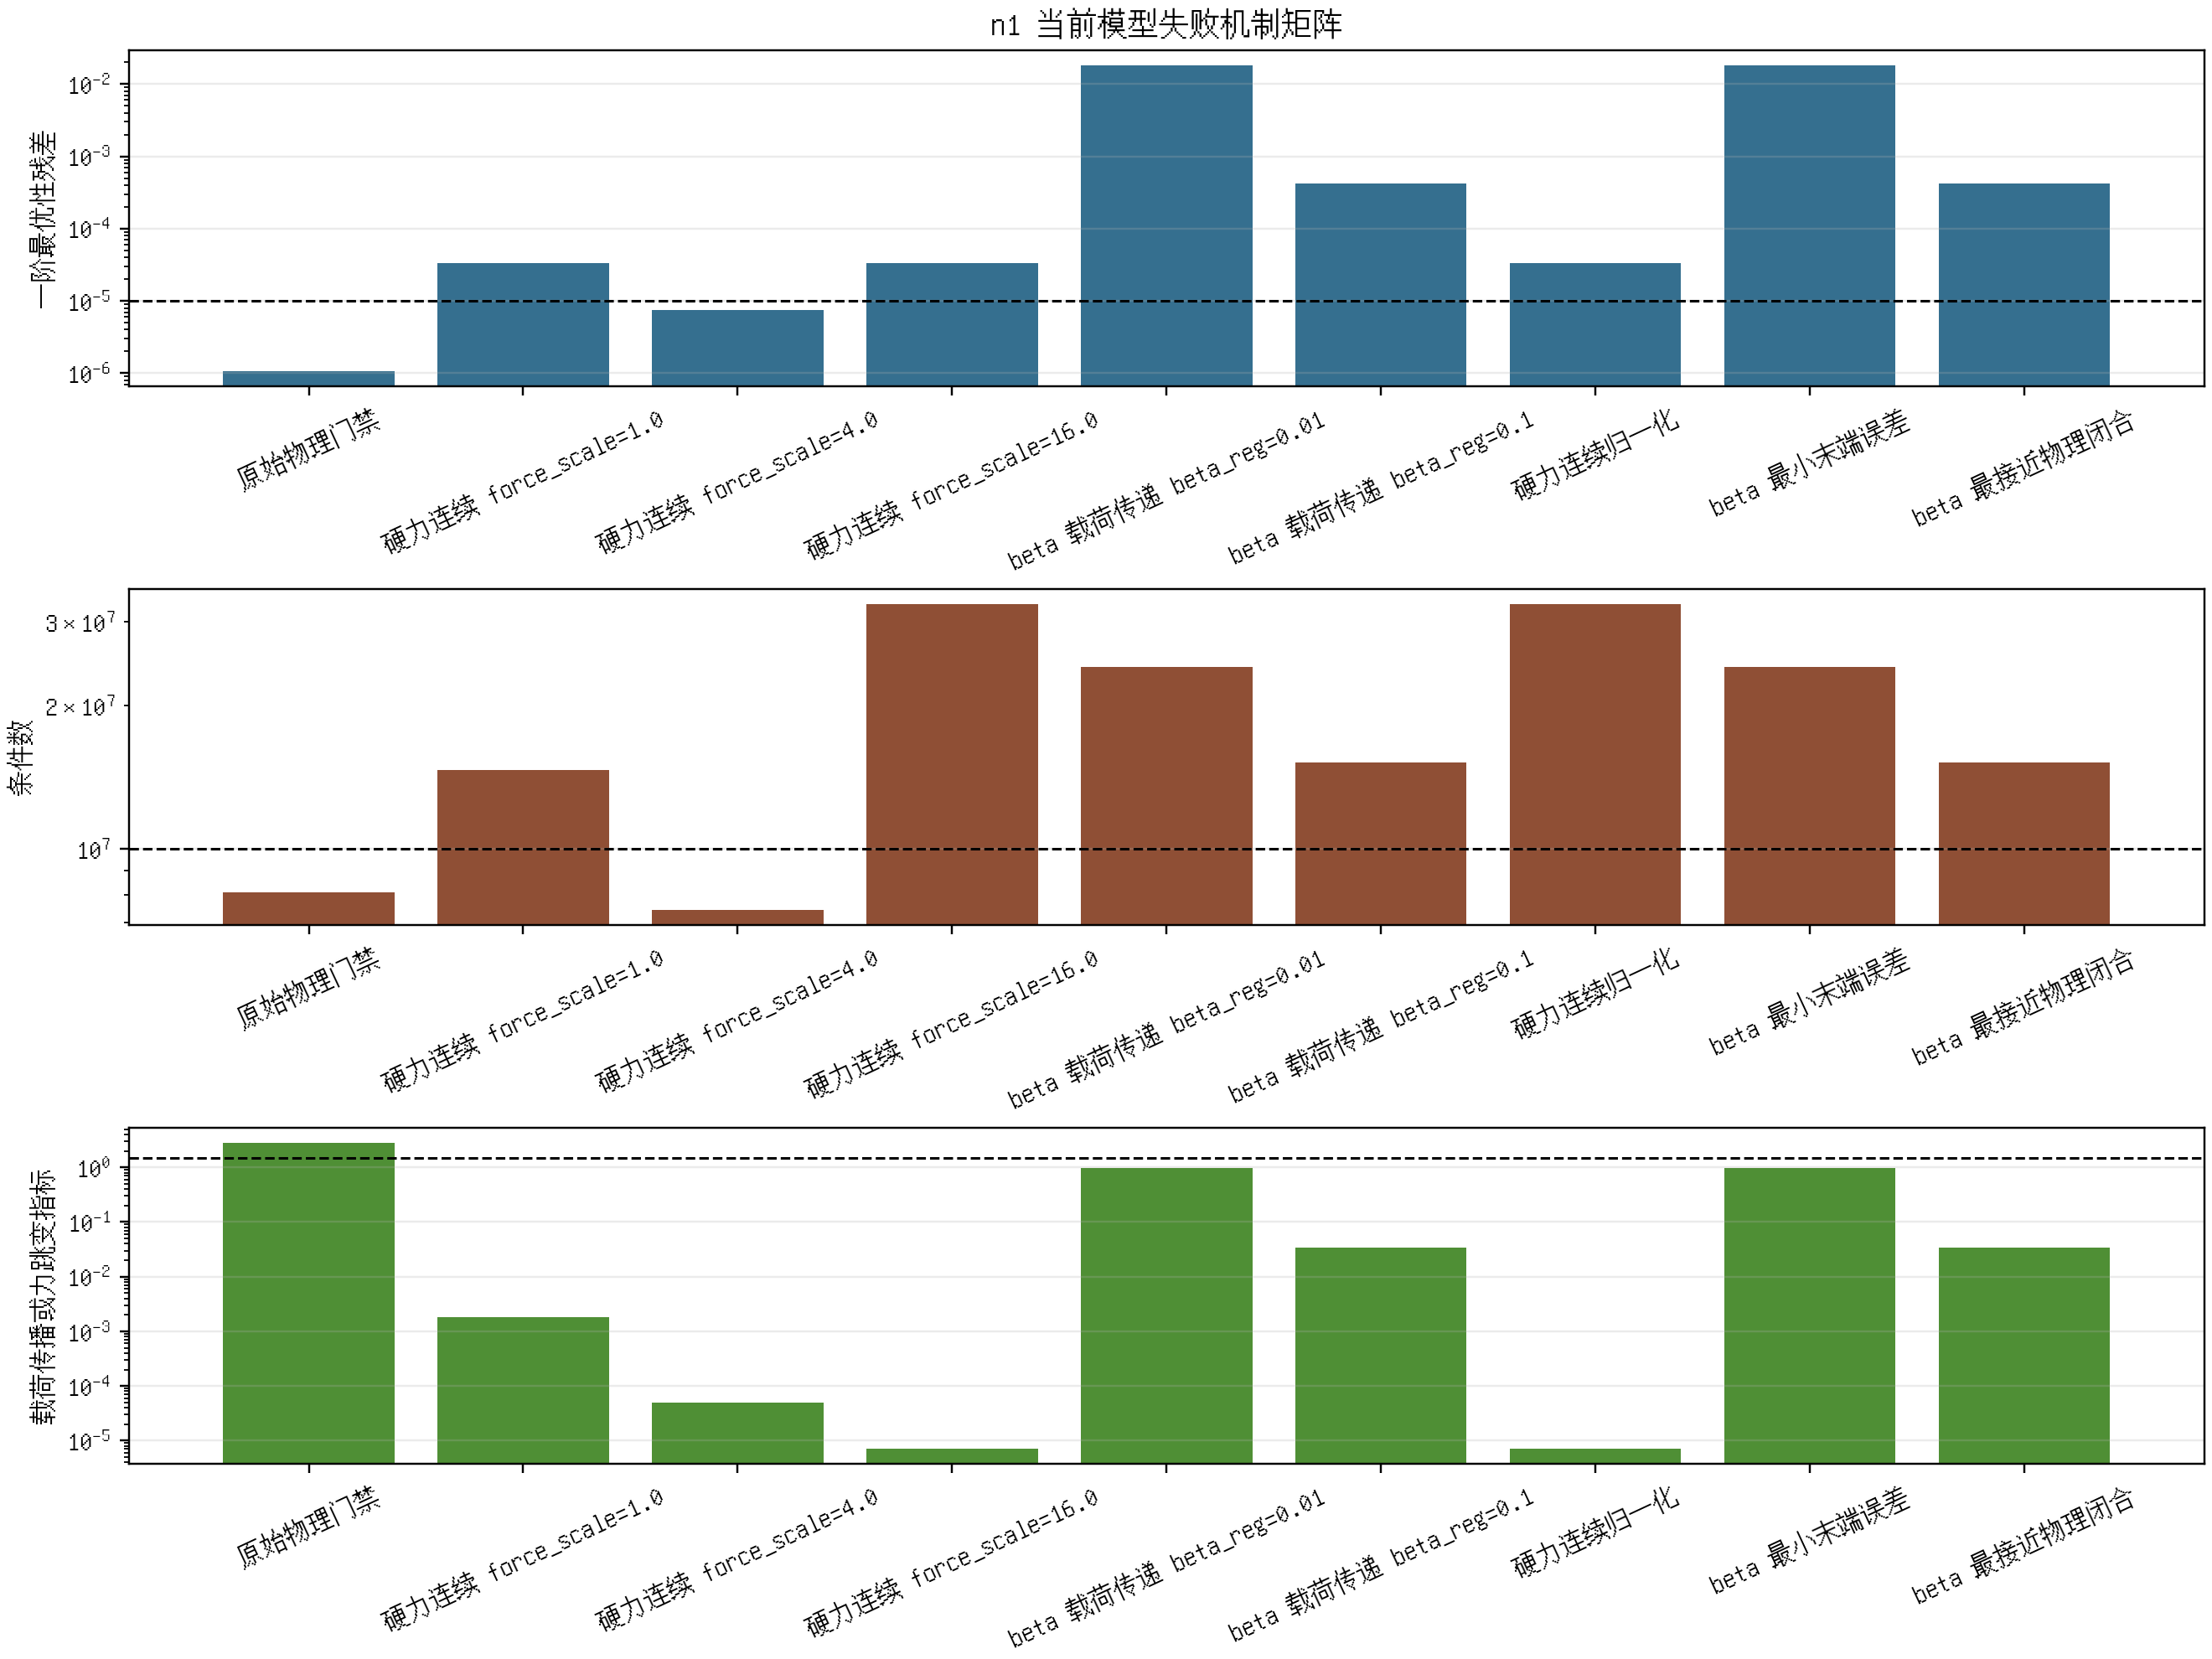 n1 当前模型失败机制矩阵
一阶最优性残差
10⁻²
10⁻³
10⁻⁴
10⁻⁵
10⁻⁶
原始物理门禁
硬力连续 force_scale=1.0
硬力连续 force_scale=4.0
硬力连续 force_scale=16.0
beta 载荷传递 beta_reg=0.01
beta 载荷传递 beta_reg=0.1
硬力连续归一化
beta 最小末端误差
beta 最接近物理闭合
条件数
3 × 10⁷
2 × 10⁷
10⁷
原始物理门禁
硬力连续 force_scale=1.0
硬力连续 force_scale=4.0
硬力连续 force_scale=16.0
beta 载荷传递 beta_reg=0.01
beta 载荷传递 beta_reg=0.1
硬力连续归一化
beta 最小末端误差
beta 最接近物理闭合
载荷传播或力跳变指标
10⁰
10⁻¹
10⁻²
10⁻³
10⁻⁴
10⁻⁵
原始物理门禁
硬力连续 force_scale=1.0
硬力连续 force_scale=4.0
硬力连续 force_scale=16.0
beta 载荷传递 beta_reg=0.01
beta 载荷传递 beta_reg=0.1
硬力连续归一化
beta 最小末端误差
beta 最接近物理闭合